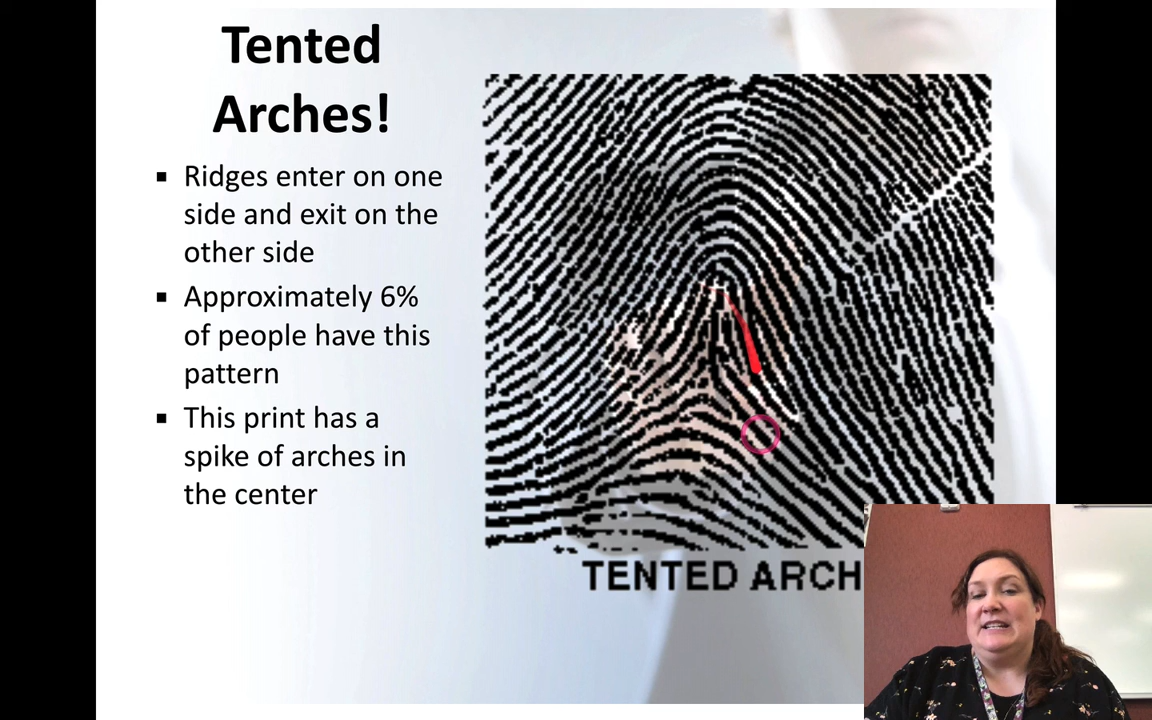 Tented
Arches!
▪ Ridges enter on one
side and exit on the
other side
▪ Approximately 6%
of people have this
pattern
▪ This print has a
spike of arches in
the center
TENTED ARCH